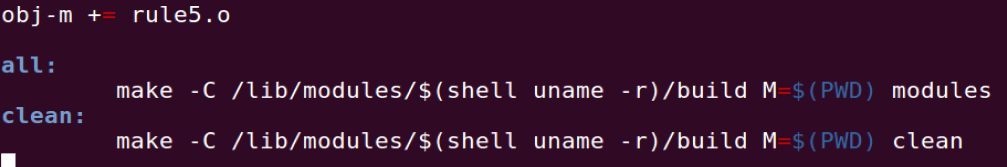 obj-m += rule5.o
all:
make -C /lib/modules/$(shell uname -r)/build M=$(PWD) modules
clean:
make -C /lib/modules/$(shell uname -r)/build M=$(PWD) clean